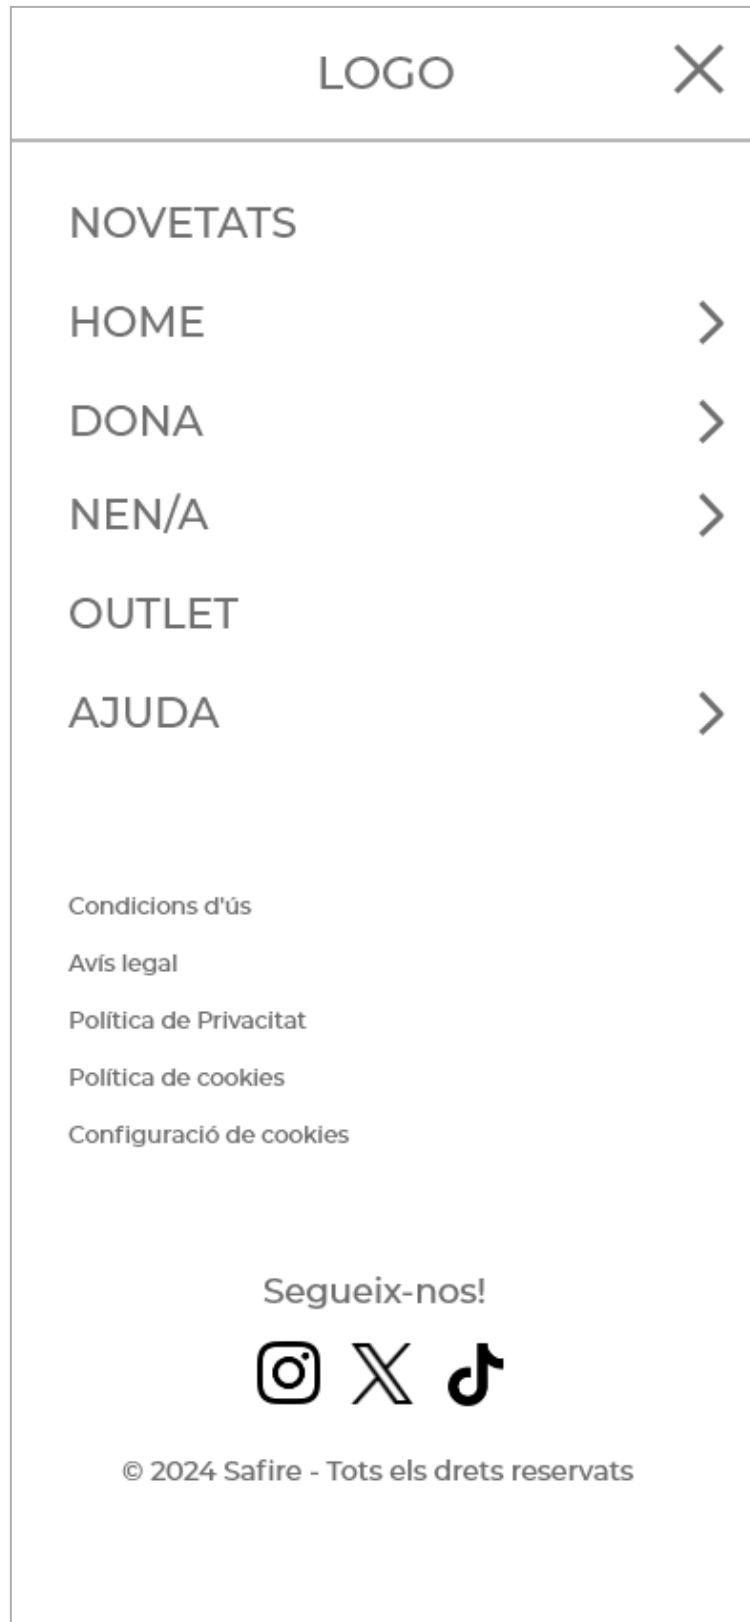 LOGO
NOVETATS
HOME
DONA
NEN/A
OUTLET
AJUDA
Condicions d'ús
Avís legal
Política de Privacitat
Política de cookies
Configuració de cookies
Segueix-nos!
© 2024 Safire - Tots els drets reservats